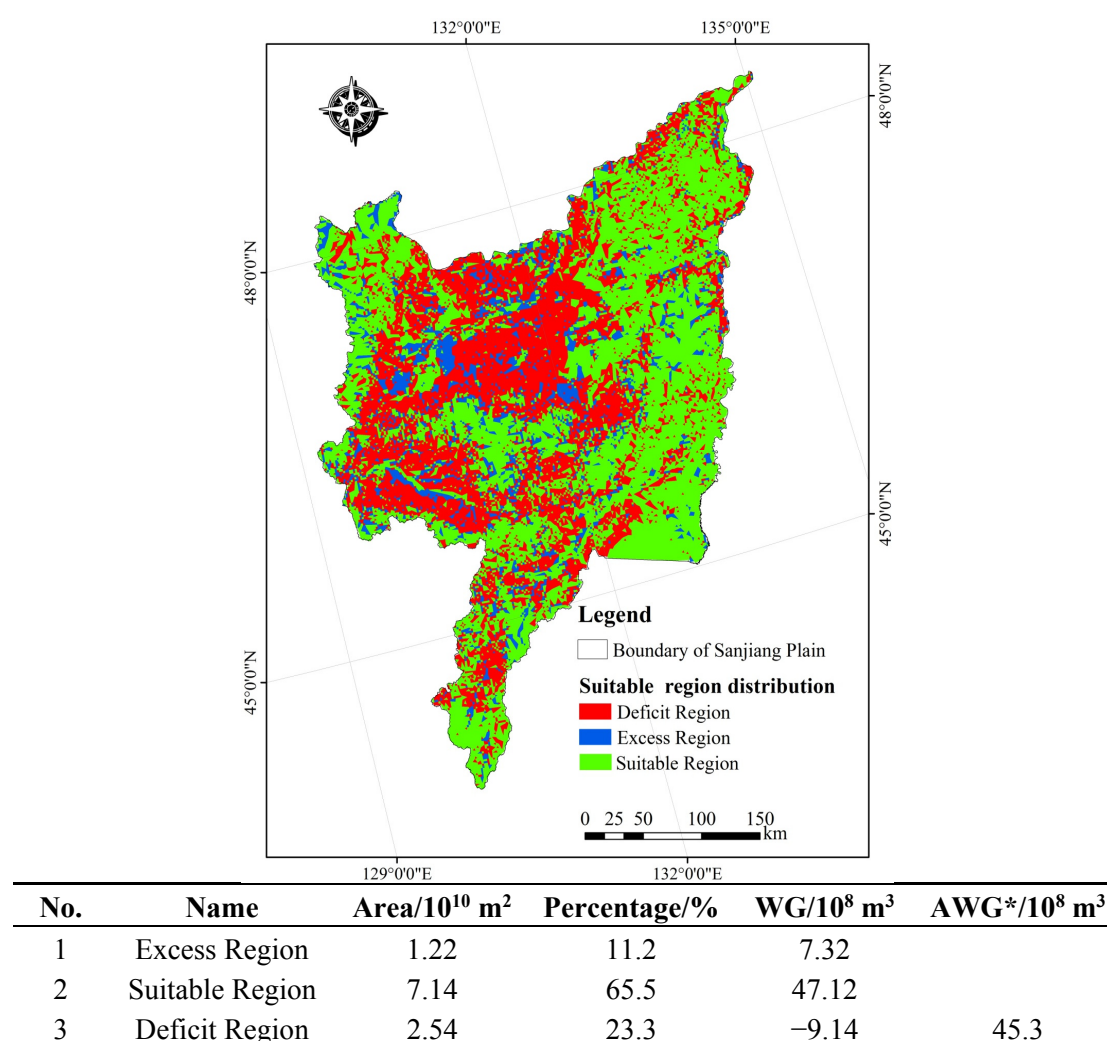 132°0'0"E 135°0'0"E
48°0'0"N
48°0'0"N
45°0'0"N
45°0'0"N
Legend
Boundary of Sanjiang Plain
Suitable region distribution
Deficit Region
Excess Region
Suitable Region
0 25 50 100 150
km
129°0'0"E 132°0'0"E
No. Name Area/10¹⁰ m² Percentage/% WG/10⁸ m³ AWG*/10⁸ m³
1 Excess Region 1.22 11.2 7.32
2 Suitable Region 7.14 65.5 47.12
3 Deficit Region 2.54 23.3 −9.14 45.3